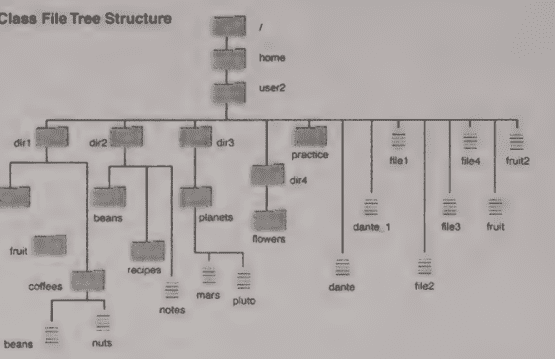 Class File Tree Structure
/
home
user2
dir1
dir2
dir3
practice
dir4
file1
file4
fruit2
beans
planets
flowers
dante_1
file3
fruit
fruit
coffees
recipes
notes
mars
pluto
dante
file2
beans
nuts